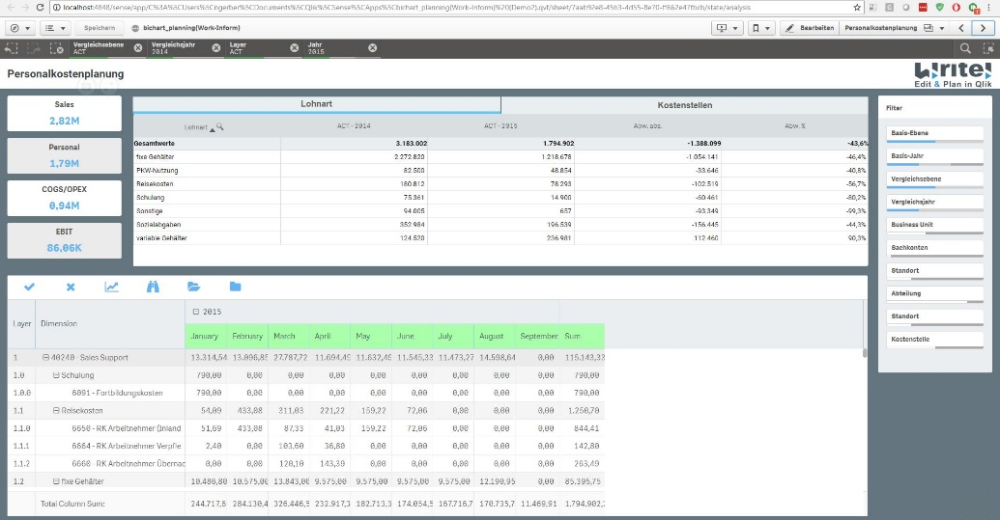 localhost:4848/sense/app/C%3A%5CUsers%5Cngerber%5CDocuments%5CQlik%5CSense%5CApps%5Cbichart_planning(Work-Inform)%20(Demo2).qvf/sheet/7aab92e8-45b3-4d55-8e70-ff662e47fbcb/state/analysis
Speichern bichart_planning(Work-Inform) Bearbeiten Personalkostenplanung
Vergleichsebene Vergleichsjahr Layer Jahr
ACT 2014 ACT 2015
Personalkostenplanung
Write!
Edit & Plan in Qlik
Sales
2,82M
Personal
1,79M
COGS/OPEX
0,94M
EBIT
86,06K
Lohnart Kostenstellen
Lohnart ACT - 2014 ACT - 2015 Abw. abs. Abw. %
Gesamtwerte 3.183.002 1.794.902 -1.388.099 -43,6%
fixe Gehälter 2.272.820 1.218.678 -1.054.141 -46,4%
PKW-Nutzung 82.500 48.854 -33.646 -40,8%
Reisekosten 180.812 78.293 -102.519 -56,7%
Schulung 75.361 14.900 -60.461 -80,2%
Sonstige 94.005 657 -93.349 -99,3%
Sozialabgaben 352.984 196.539 -156.445 -44,3%
variable Gehälter 124.520 236.981 112.460 90,3%
Filter
Basis-Ebene
Basis-Jahr
Vergleichsebene
Vergleichsjahr
Business Unit
Sachkonten
Standort
Abteilung
Standort
Kostenstelle
Layer Dimension 2015
January February March April May June July August September Sum
1 40240 - Sales Support 13.314,54 13.096,85 27.787,72 11.694,49 11.632,49 11.545,33 11.473,27 14.598,64 0,00 115.143,33
1.0 Schulung 790,00 0,00 0,00 0,00 0,00 0,00 0,00 0,00 0,00 790,00
1.0.0 6091 - Fortbildungskosten 790,00 0,00 0,00 0,00 0,00 0,00 0,00 0,00 0,00 790,00
1.1 Reisekosten 54,09 433,08 311,03 221,22 159,22 72,06 0,00 0,00 0,00 1.250,70
1.1.0 6650 - RK Arbeitnehmer (Inland 51,69 433,08 87,33 41,03 159,22 72,06 0,00 0,00 0,00 844,41
1.1.1 6664 - RK Arbeitnehmer Verpfle 2,40 0,00 103,60 36,80 0,00 0,00 0,00 0,00 0,00 142,80
1.1.2 6660 - RK Arbeitnehmer Übernac 0,00 0,00 120,10 143,39 0,00 0,00 0,00 0,00 0,00 263,49
1.2 fixe Gehälter 10.486,80 10.575,00 13.843,00 9.575,00 9.575,00 9.575,00 9.575,00 12.190,95 0,00 85.395,75
Total Column Sum: 244.717,6 284.130,4 326.446,5 232.917,3 182.713,3 174.054,5 167.716,7 170.735,7 11.469,91 1.794.902,2